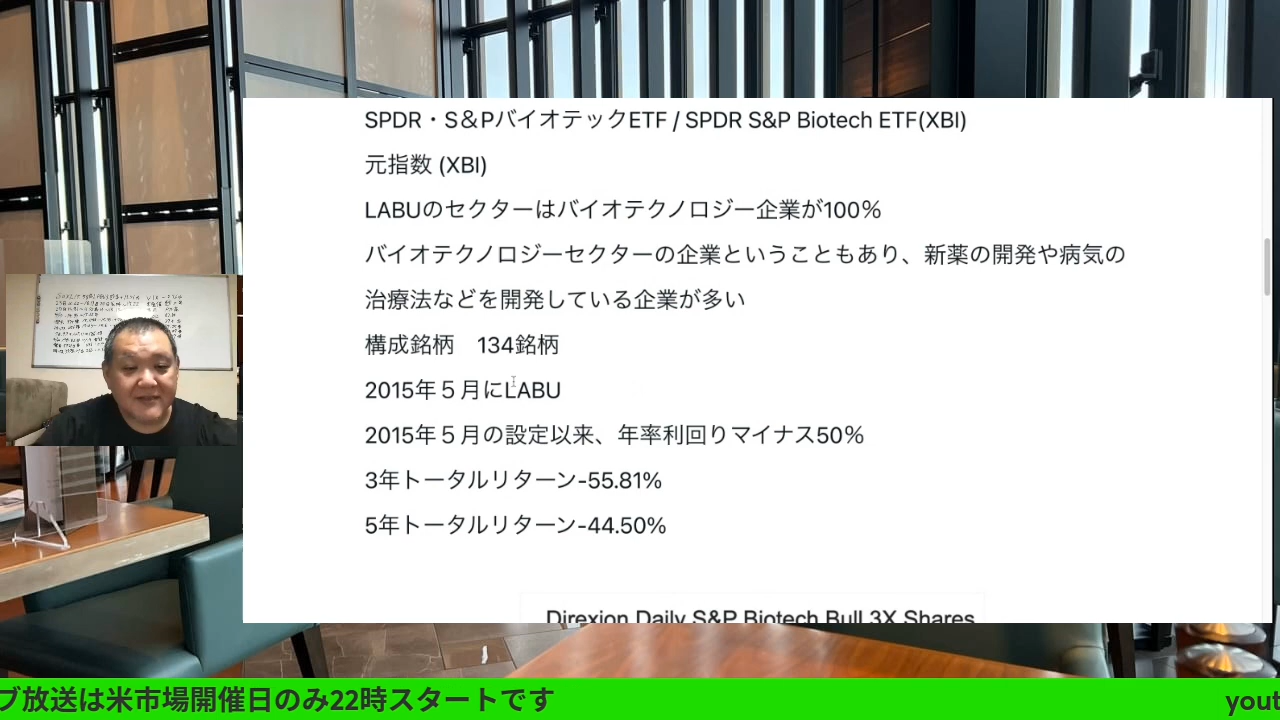 SPDR・S＆PバイオテックETF / SPDR S&P Biotech ETF(XBI)
元指数 (XBI)
LABUのセクターはバイオテクノロジー企業が100%
バイオテクノロジーセクターの企業ということもあり、新薬の開発や病気の
治療法などを開発している企業が多い
構成銘柄　134銘柄
2015年５月にLABU
2015年５月の設定以来、年率利回りマイナス50%
3年トータルリターン-55.81%
5年トータルリターン-44.50%
Direxion Daily S&P Biotech Bull 3X Shares
ブ放送は米市場開催日のみ22時スタートです
yout